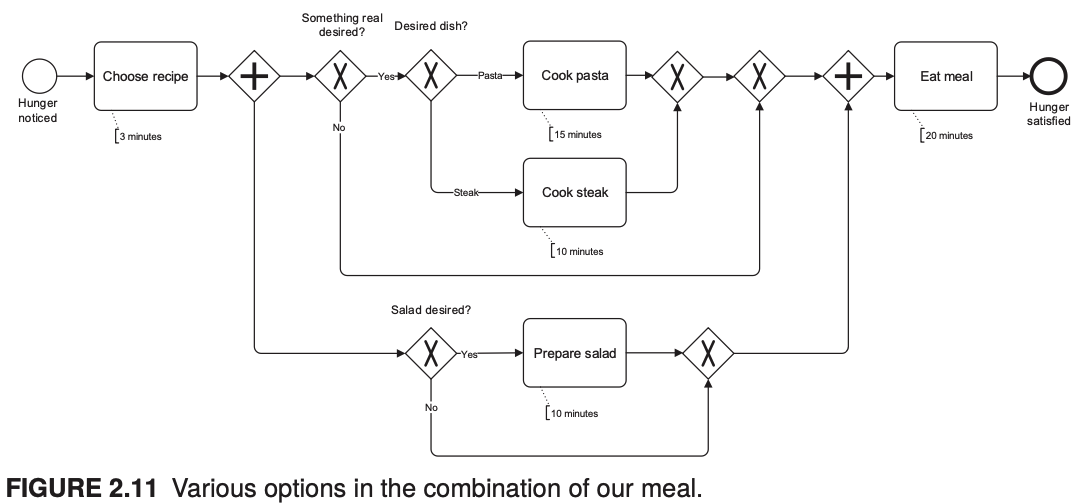 Something real
desired?
Desired dish?
Choose recipe
Yes
Pasta
Cook pasta
Eat meal
Hunger
noticed
Hunger
satisfied
3 minutes
No
15 minutes
20 minutes
Steak
Cook steak
10 minutes
Salad desired?
Yes
Prepare salad
No
10 minutes
FIGURE 2.11 Various options in the combination of our meal.